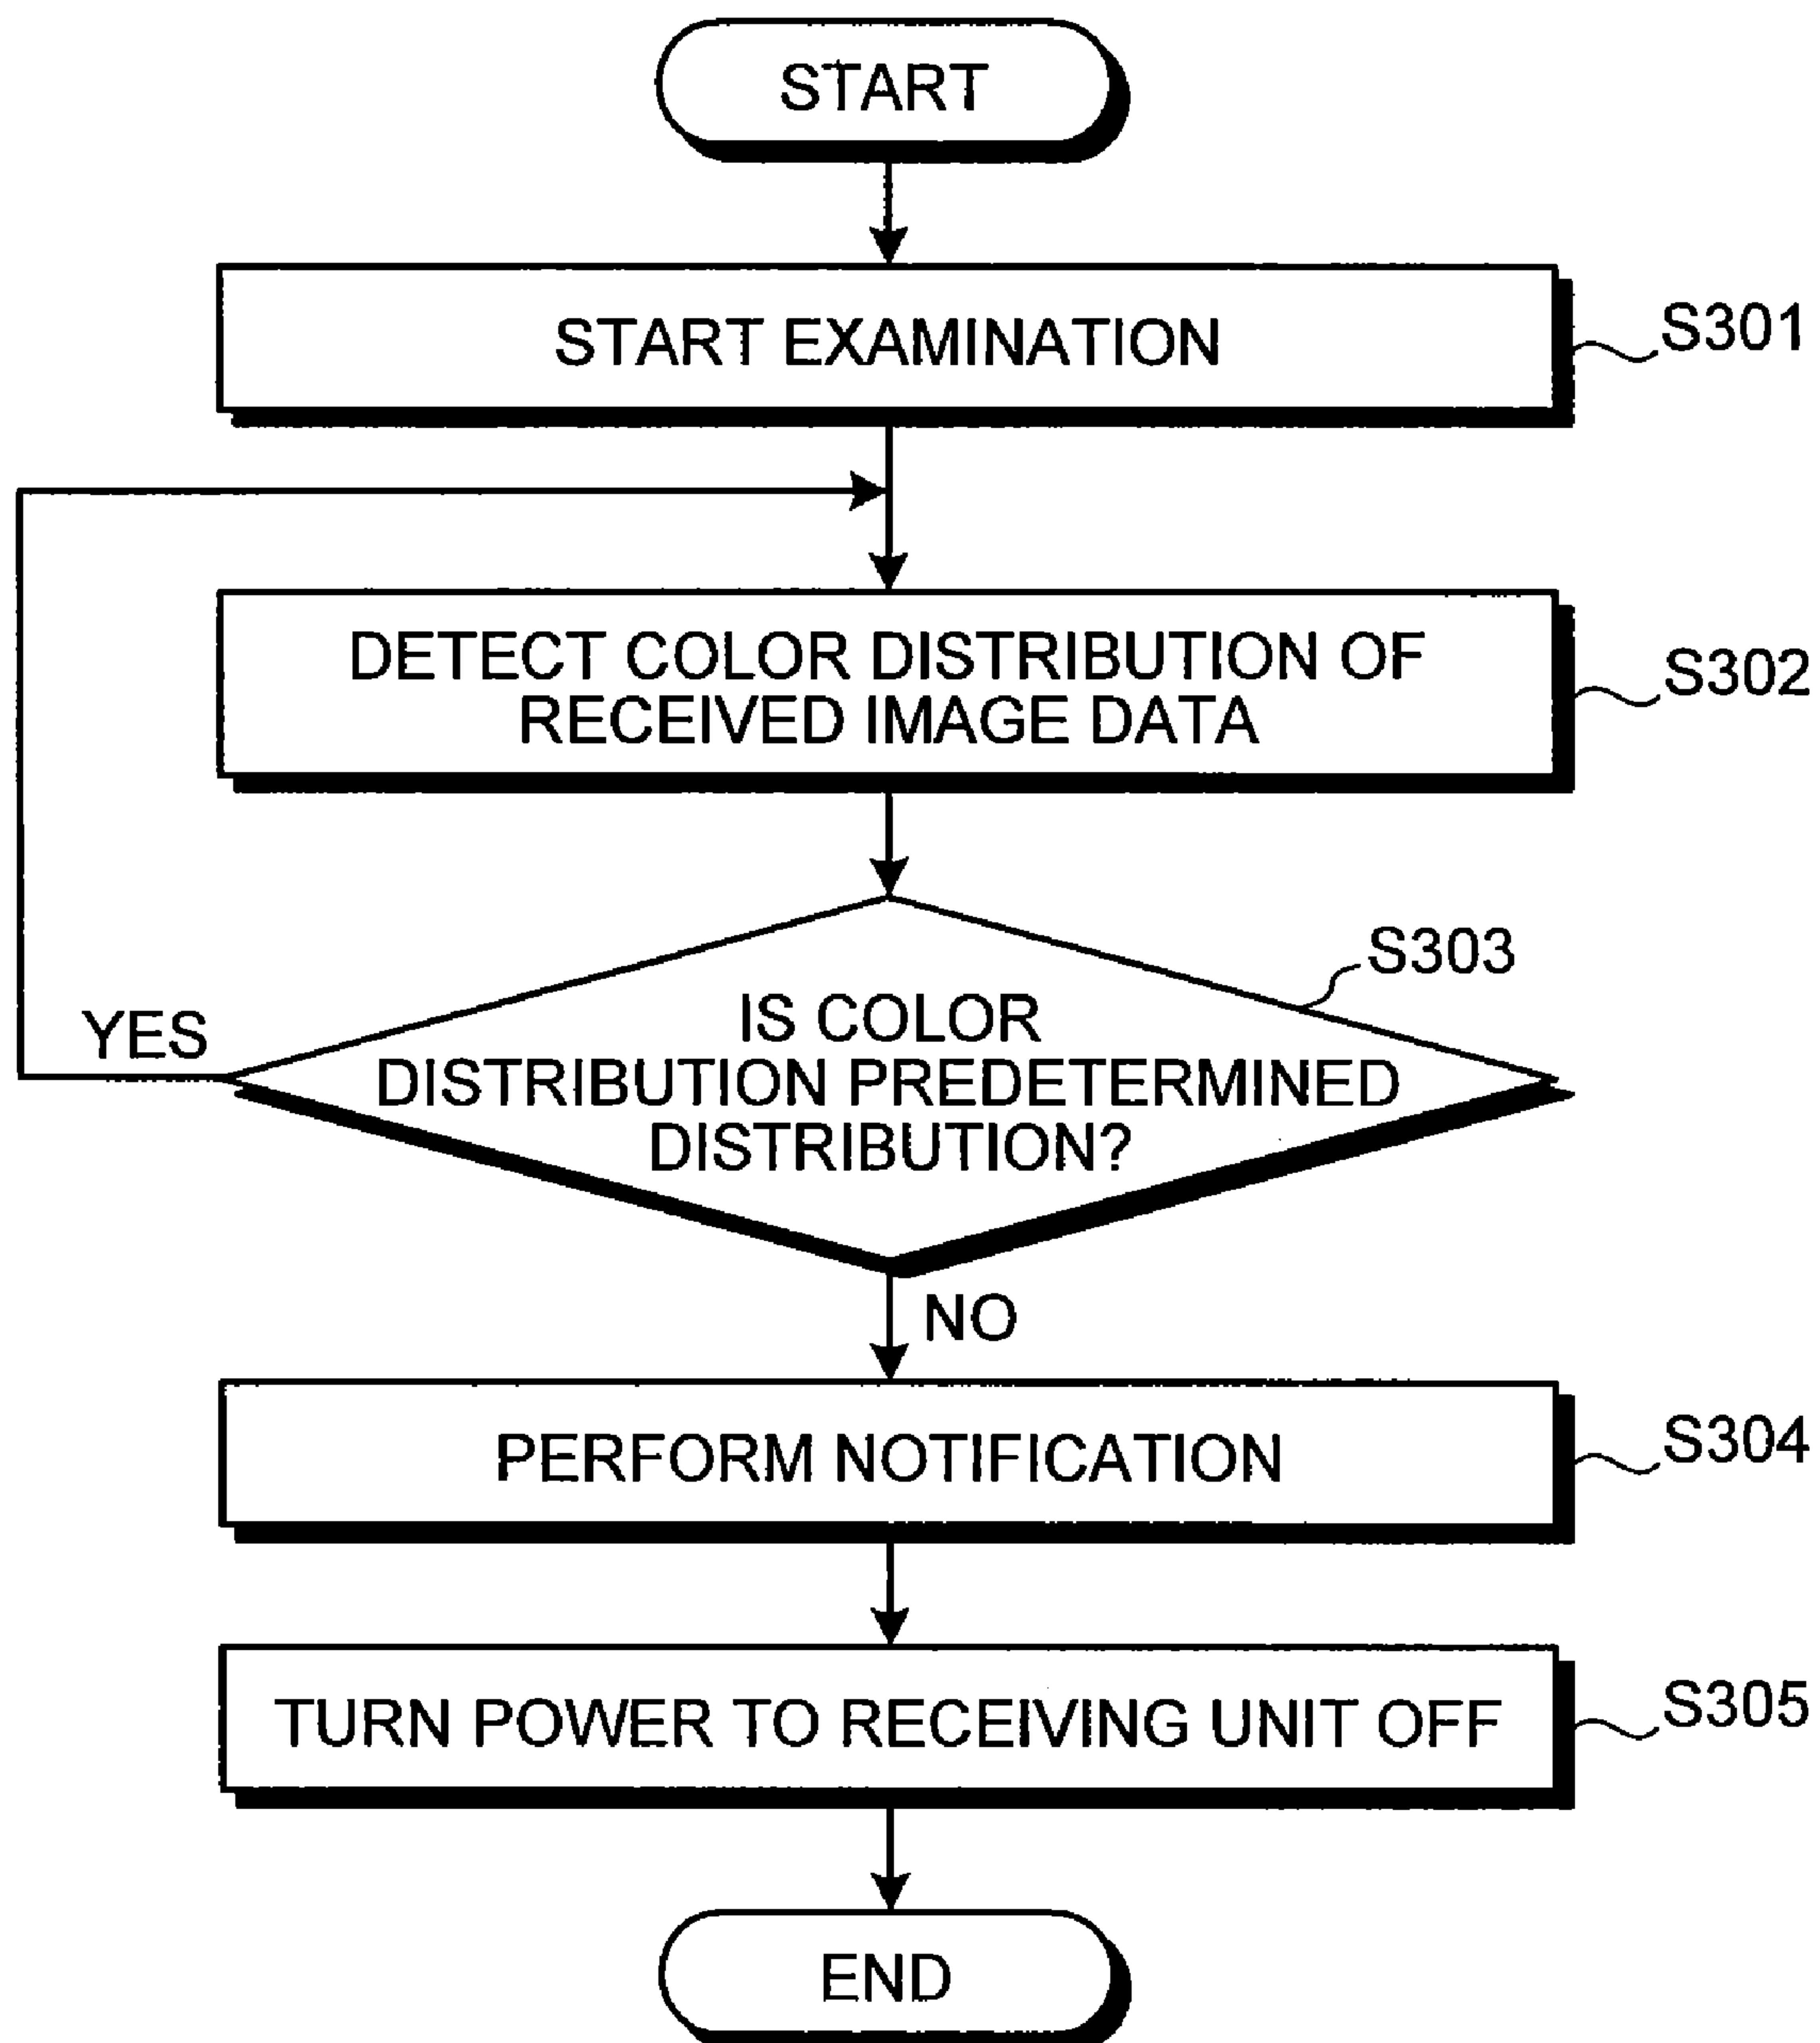 START
START EXAMINATION
S301
DETECT COLOR DISTRIBUTION OF
RECEIVED IMAGE DATA
S302
S303
IS COLOR
DISTRIBUTION PREDETERMINED
DISTRIBUTION?
YES
NO
PERFORM NOTIFICATION
S304
TURN POWER TO RECEIVING UNIT OFF
S305
END